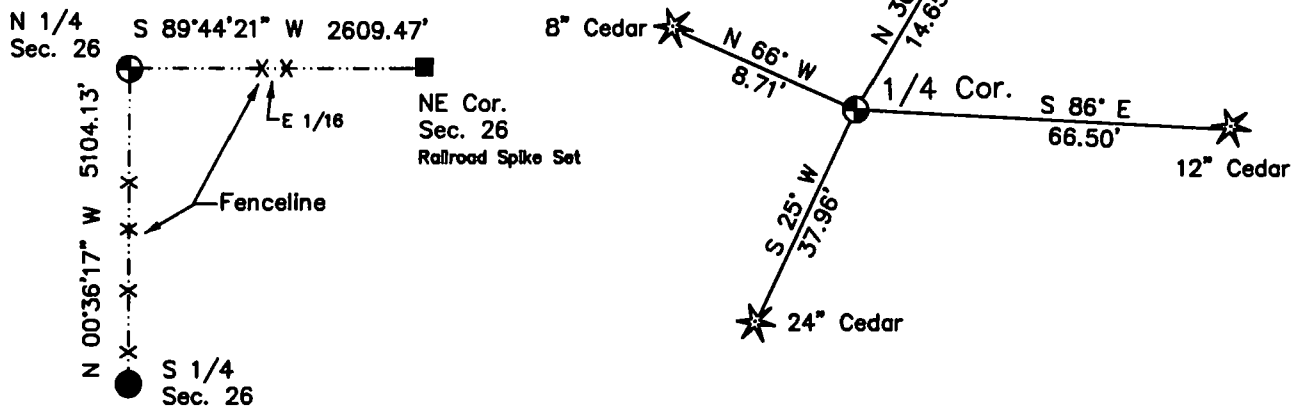 N 1/4
Sec. 26
S 89°44'21" W 2609.47'
E 1/16
NE Cor.
Sec. 26
Railroad Spike Set
N 00°36'17" W 5104.13'
Fenceline
S 1/4
Sec. 26
8" Cedar
N 66° W
8.71'
1/4 Cor.
S 86° E
66.50'
12" Cedar
S 25° W
37.96'
24" Cedar